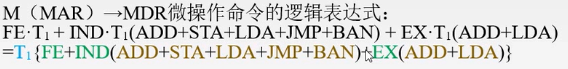 M（MAR）→MDR微操作命令的逻辑表达式：
FE·T₁ + IND·T₁(ADD+STA+LDA+JMP+BAN) + EX·T₁(ADD+LDA)
=T₁{FE+IND(ADD+STA+LDA+JMP+BAN)+EX(ADD+LDA)}